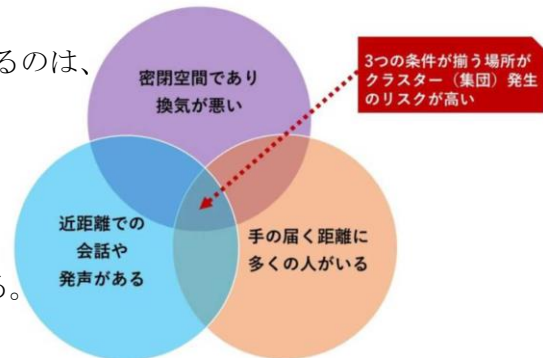 るのは、
密閉空間であり
換気が悪い
3つの条件が揃う場所が
クラスター（集団）発生
のリスクが高い
近距離での
会話や
発声がある
手の届く距離に
多くの人がいる
る。